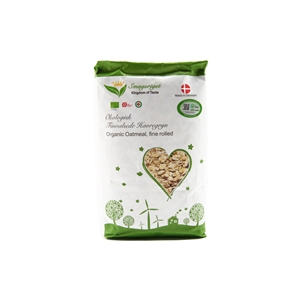 Smagsriget
Kingdom of Taste
Økologisk
Finvalsede Havregryn
Organic Oatmeal, fine rolled